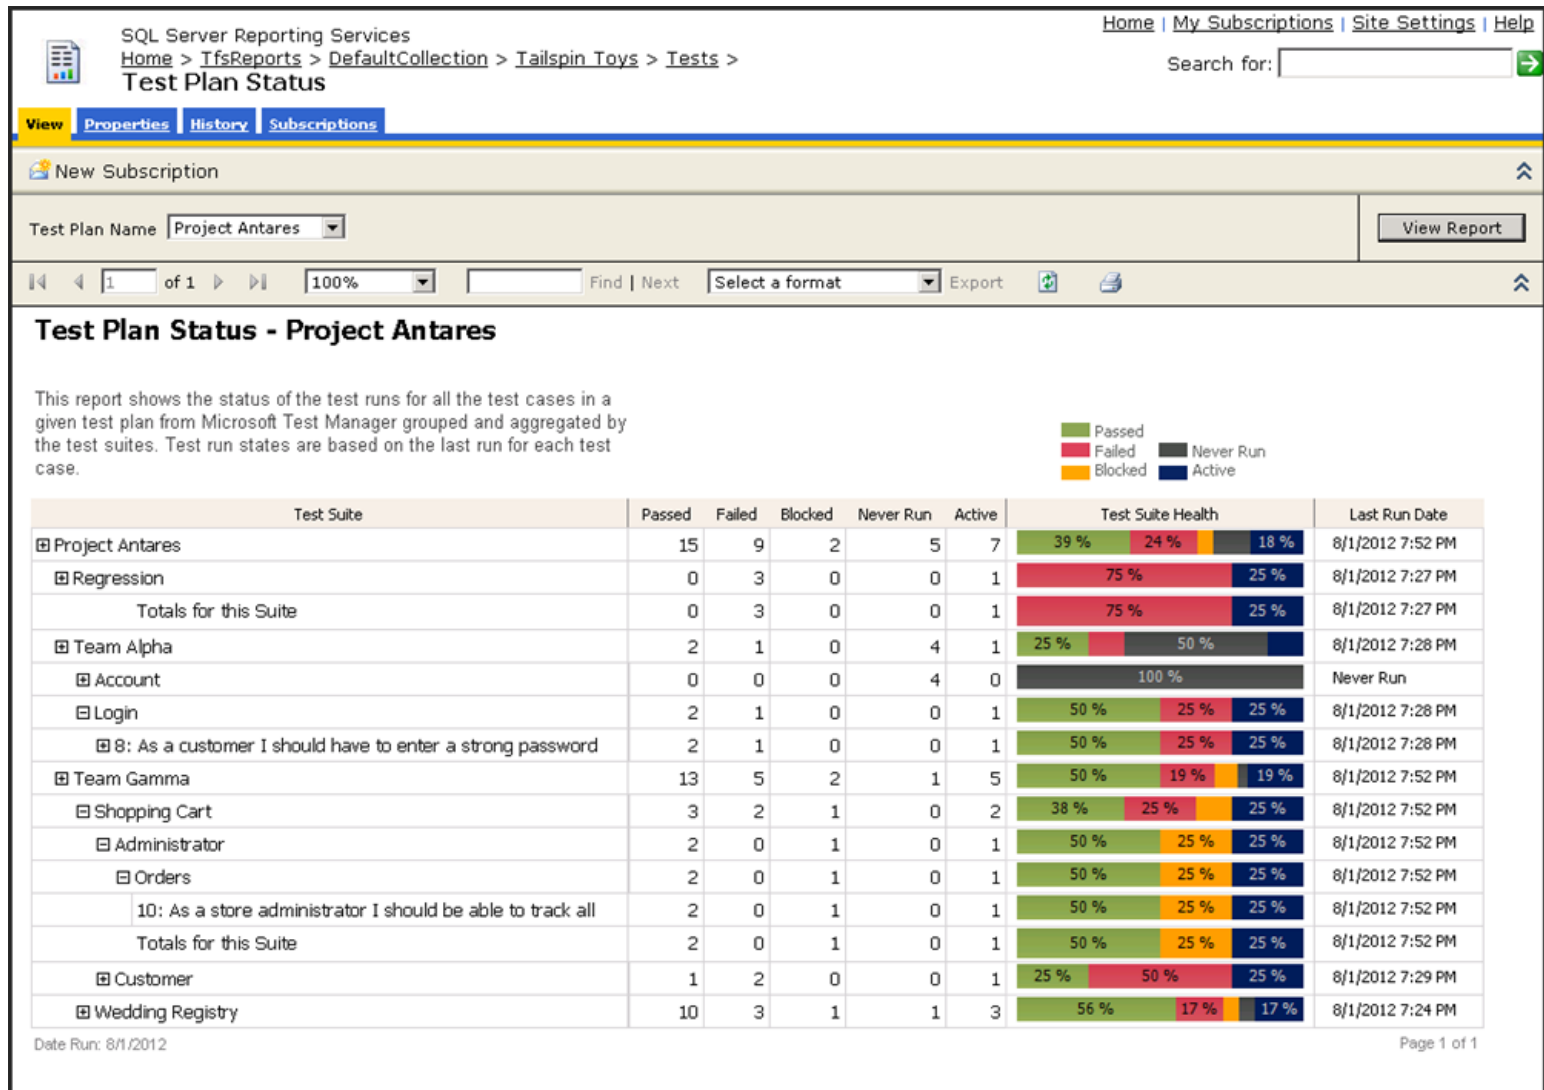 SQL Server Reporting Services
Home > TfsReports > DefaultCollection > Tailspin Toys > Tests >
Test Plan Status
Home | My Subscriptions | Site Settings | Help
Search for:
View Properties History Subscriptions
New Subscription
Test Plan Name Project Antares View Report
1 of 1 100% Find | Next Select a format Export
Test Plan Status - Project Antares
This report shows the status of the test runs for all the test cases in a
given test plan from Microsoft Test Manager grouped and aggregated by
the test suites. Test run states are based on the last run for each test
case.
Passed
Failed Never Run
Blocked Active
Test Suite Passed Failed Blocked Never Run Active Test Suite Health Last Run Date
Project Antares 15 9 2 5 7 39 % 24 % 18 % 8/1/2012 7:52 PM
Regression 0 3 0 0 1 75 % 25 % 8/1/2012 7:27 PM
Totals for this Suite 0 3 0 0 1 75 % 25 % 8/1/2012 7:27 PM
Team Alpha 2 1 0 4 1 25 % 50 % 8/1/2012 7:28 PM
Account 0 0 0 4 0 100 % Never Run
Login 2 1 0 0 1 50 % 25 % 25 % 8/1/2012 7:28 PM
8: As a customer I should have to enter a strong password 2 1 0 0 1 50 % 25 % 25 % 8/1/2012 7:28 PM
Team Gamma 13 5 2 1 5 50 % 19 % 19 % 8/1/2012 7:52 PM
Shopping Cart 3 2 1 0 2 38 % 25 % 25 % 8/1/2012 7:52 PM
Administrator 2 0 1 0 1 50 % 25 % 25 % 8/1/2012 7:52 PM
Orders 2 0 1 0 1 50 % 25 % 25 % 8/1/2012 7:52 PM
10: As a store administrator I should be able to track all 2 0 1 0 1 50 % 25 % 25 % 8/1/2012 7:52 PM
Totals for this Suite 2 0 1 0 1 50 % 25 % 25 % 8/1/2012 7:52 PM
Customer 1 2 0 0 1 25 % 50 % 25 % 8/1/2012 7:29 PM
Wedding Registry 10 3 1 1 3 56 % 17 % 17 % 8/1/2012 7:24 PM
Date Run: 8/1/2012 Page 1 of 1